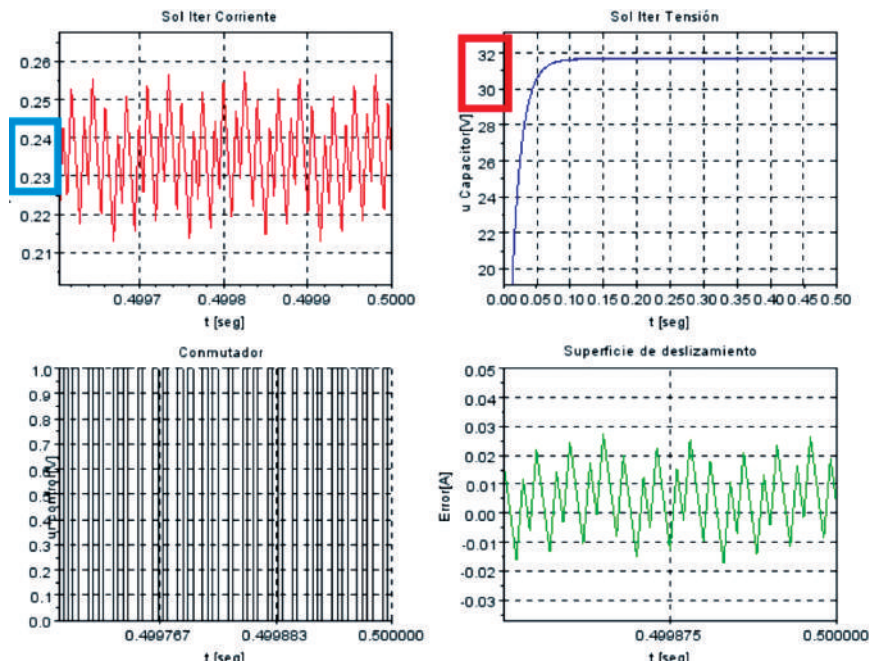 Sol Iter Corriente
0.26
0.25
0.24
0.23
0.22
0.21
0.4997 0.4998 0.4999 0.5000
t [seg]
Sol Iter Tensión
u Capacitor[V]
32
30
28
26
24
22
20
0.00 0.05 0.10 0.15 0.20 0.25 0.30 0.35 0.40 0.45 0.50
t [seg]
Conmutador
1.0
0.9
0.8
0.7
0.6
0.5
0.4
0.3
0.2
0.1
0.0
0.499767 0.499883 0.500000
t [seg]
Superficie de deslizamiento
Error[A]
0.05
0.04
0.03
0.02
0.01
0.00
-0.01
-0.03
0.499875 0.500000
t [seg]